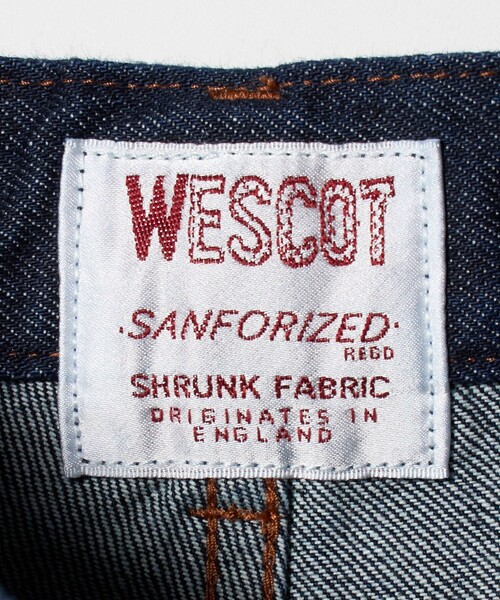 WESCOT
·SANFORIZED·
REGD
SHRUNK FABRIC
ORIGINATES IN
ENGLAND